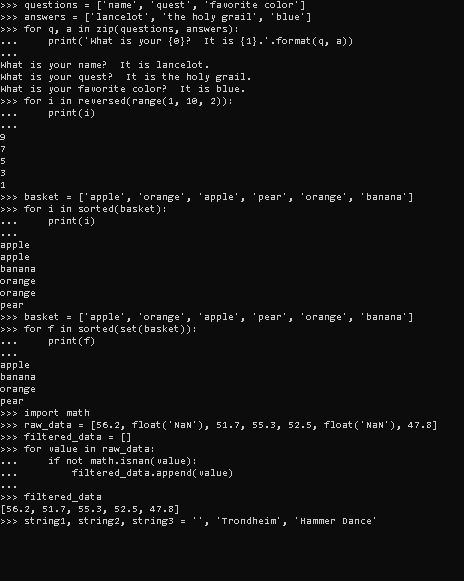 >>> questions = ['name', 'quest', 'favorite color']
>>> answers = ['lancelot', 'the holy grail', 'blue']
>>> for q, a in zip(questions, answers):
...     print('What is your {0}?  It is {1}.'.format(q, a))
...
What is your name?  It is lancelot.
What is your quest?  It is the holy grail.
What is your favorite color?  It is blue.
>>> for i in reversed(range(1, 10, 2)):
...     print(i)
...
9
7
5
3
1
>>> basket = ['apple', 'orange', 'apple', 'pear', 'orange', 'banana']
>>> for i in sorted(basket):
...     print(i)
...
apple
apple
banana
orange
orange
pear
>>> basket = ['apple', 'orange', 'apple', 'pear', 'orange', 'banana']
>>> for f in sorted(set(basket)):
...     print(f)
...
apple
banana
orange
pear
>>> import math
>>> raw_data = [56.2, float('NaN'), 51.7, 55.3, 52.5, float('NaN'), 47.8]
>>> filtered_data = []
>>> for value in raw_data:
...     if not math.isnan(value):
...         filtered_data.append(value)
...
>>> filtered_data
[56.2, 51.7, 55.3, 52.5, 47.8]
>>> string1, string2, string3 = '', 'Trondheim', 'Hammer Dance'